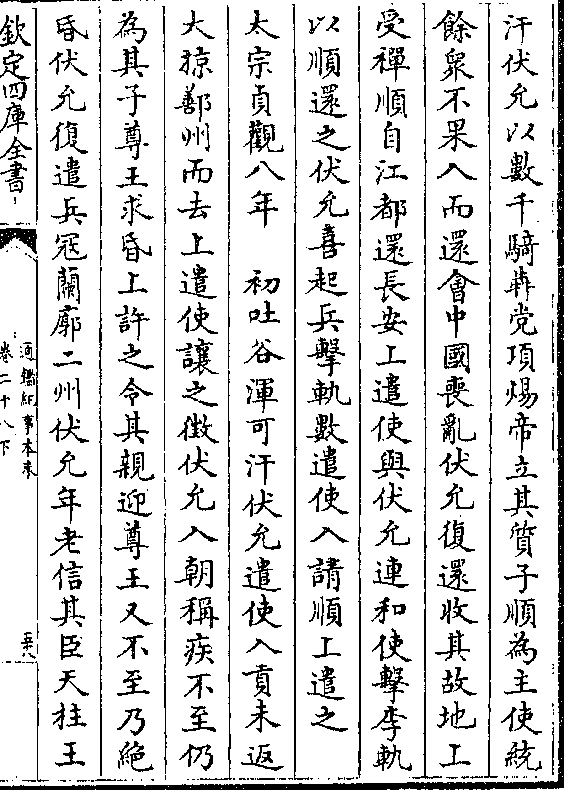 汗伏允以數千騎犇党項煬帝立其質子順為主使統
餘衆不果入而還會中國喪亂伏允復還收其故地上
受禪順自江都還長安上遣使與伏允連和使擊李軌
以順還之伏允喜起兵擊軌數遣使入請順上遣之
太宗貞觀八年　初吐谷渾可汗伏允遣使入貢未返
大掠鄯州而去上遣使讓之徴伏允入朝稱疾不至仍
為其子尊王求昏上許之令其親迎尊王又不至乃絶
昏伏允復遣兵冦蘭廓二州伏允年老信其臣天柱王
欽定四庫全書
通鑑紀事本末
卷二十八下